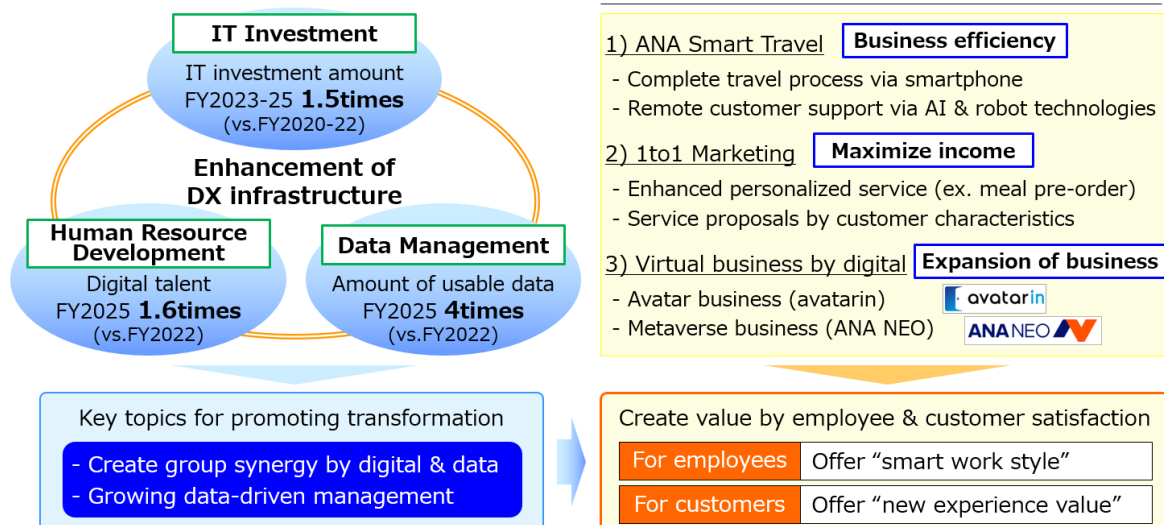 IT Investment
IT investment amount
FY2023-25 1.5times
(vs.FY2020-22)
Enhancement of
DX infrastructure
Human Resource
Development
Digital talent
FY2025 1.6times
(vs.FY2022)
Data Management
Amount of usable data
FY2025 4times
(vs.FY2022)
Key topics for promoting transformation
- Create group synergy by digital & data
- Growing data-driven management
1) ANA Smart Travel Business efficiency
- Complete travel process via smartphone
- Remote customer support via AI & robot technologies
2) 1to1 Marketing Maximize income
- Enhanced personalized service (ex. meal pre-order)
- Service proposals by customer characteristics
3) Virtual business by digital Expansion of business
- Avatar business (avatarin) avatarin
- Metaverse business (ANA NEO) ANA NEO
Create value by employee & customer satisfaction
For employees Offer “smart work style”
For customers Offer “new experience value”